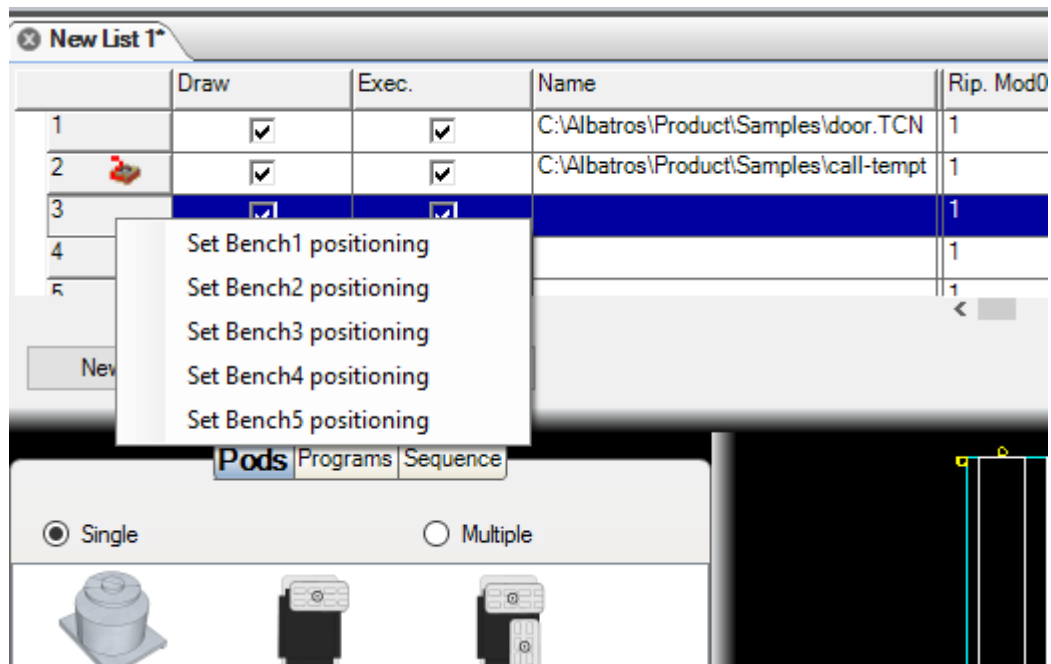 New List 1*
Draw Exec. Name Rip. Mod0
1 C:\Albatros\Product\Samples\door.TCN 1
2 C:\Albatros\Product\Samples\call-tempt 1
3 1
4 1
5 1
Set Bench1 positioning
Set Bench2 positioning
Set Bench3 positioning
Set Bench4 positioning
Set Bench5 positioning
New
Pods Programs Sequence
Single Multiple